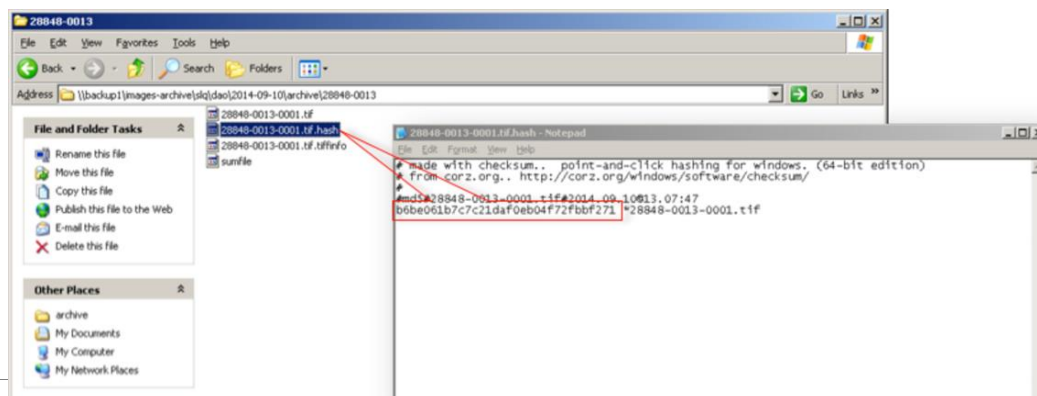 28848-0013
File Edit View Favorites Tools Help
Back Search Folders
Address \\backup1\images-archive\slq\dao\2014-09-10\archive\28848-0013 Go Links »
File and Folder Tasks
Rename this file
Move this file
Copy this file
Publish this file to the Web
E-mail this file
Delete this file
Other Places
archive
My Documents
My Computer
My Network Places
28848-0013-0001.tif
28848-0013-0001.tif.hash
28848-0013-0001.tif.tiffinfo
sumfile
28848-0013-0001.tif.hash - Notepad
File Edit Format View Help
# made with checksum.. point-and-click hashing for windows. (64-bit edition)
# from corz.org.. http://corz.org/windows/software/checksum/
#
#md5#28848-0013-0001.tif#2014.09.10@13.07:47
b6be061b7c7c21daf0eb04f72fbbf271 *28848-0013-0001.tif